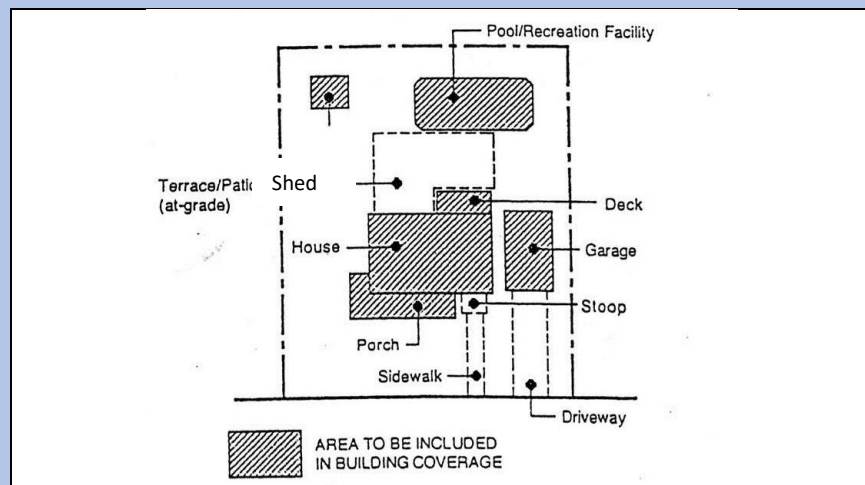 Pool/Recreation Facility
Terrace/Patio Shed
(at-grade)
Deck
House
Garage
Stoop
Porch
Sidewalk
Driveway
AREA TO BE INCLUDED
IN BUILDING COVERAGE